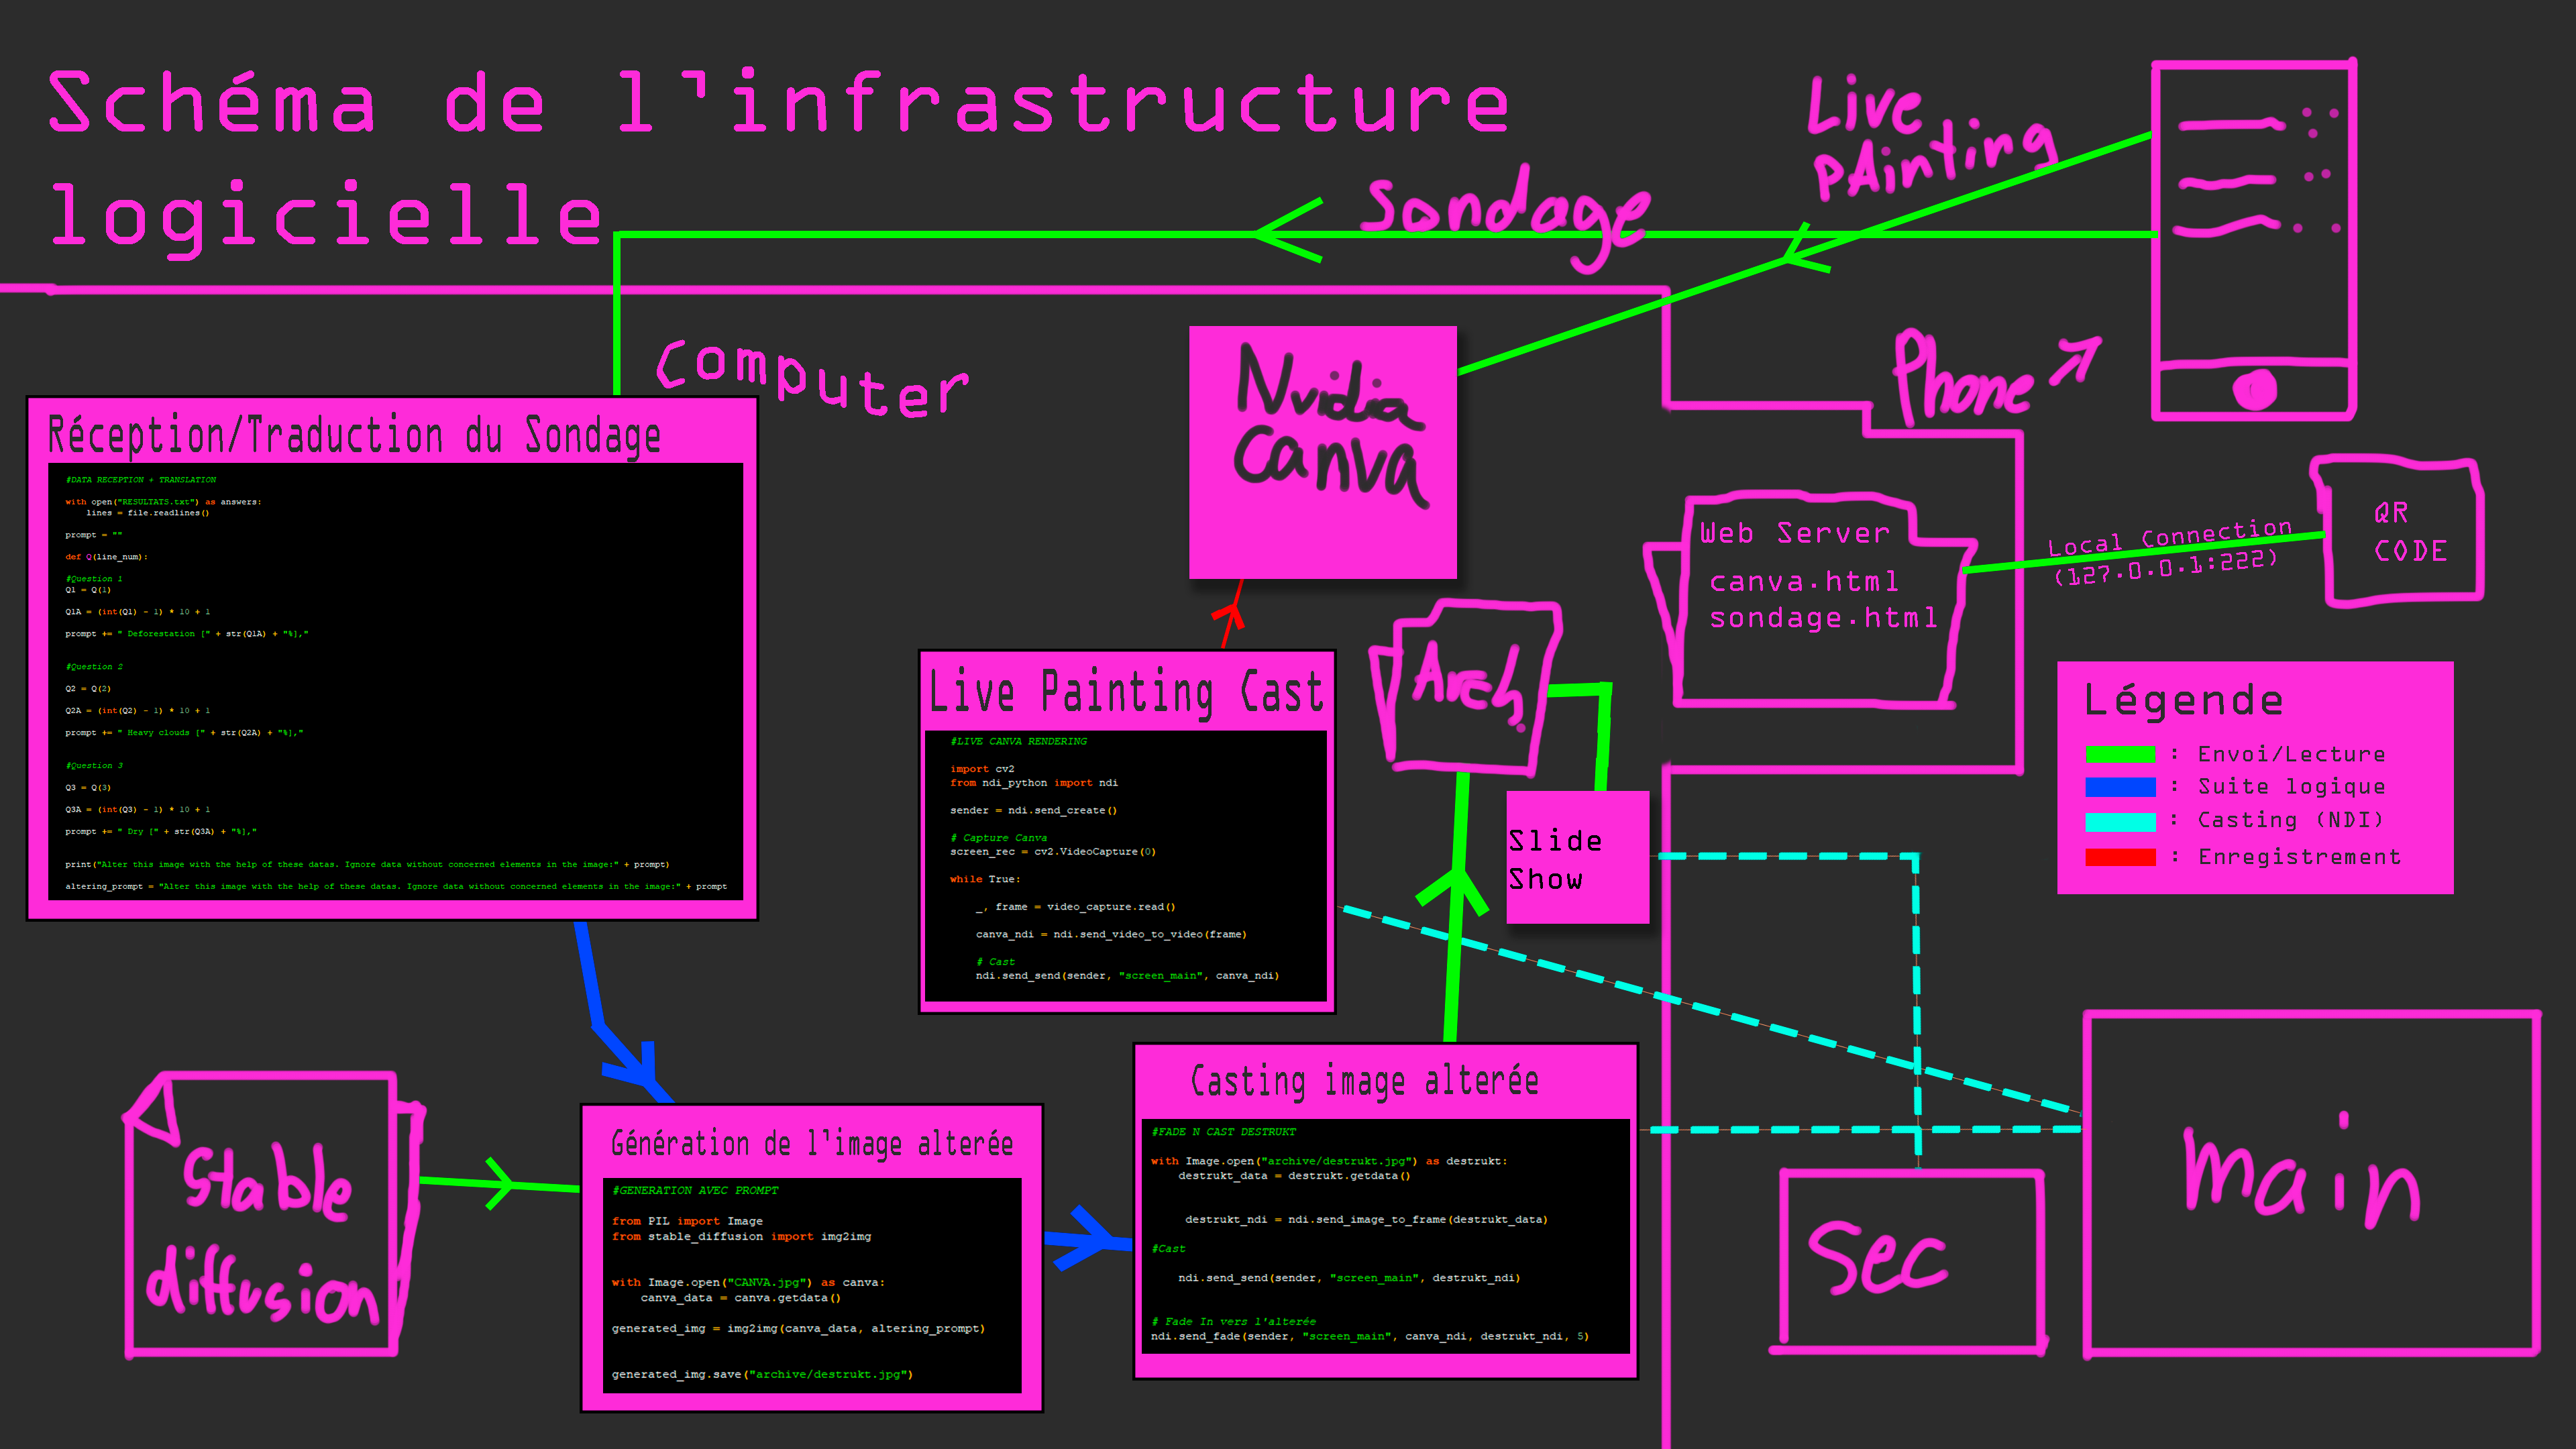 Schéma de l'infrastructure
logicielle
Live
pAinting
Sondage
Computer
Phone
Nvidia
Canva
Réception/Traduction du Sondage
#DATA RECEPTION + TRANSLATION
with open("RESULTATS.txt") as answers:
lines = file.readlines()
prompt = ""
def Q(line_num):
#Question 1
Q1 = Q(1)
Q1A = (int(Q1) - 1) * 10 + 1
prompt += " Deforestation [" + str(Q1A) + "%],"
#Question 2
Q2 = Q(2)
Q2A = (int(Q2) - 1) * 10 + 1
prompt += " Heavy clouds [" + str(Q2A) + "%],"
#Question 3
Q3 = Q(3)
Q3A = (int(Q3) - 1) * 10 + 1
prompt += " Dry [" + str(Q3A) + "%],"
print("Alter this image with the help of these datas. Ignore data without concerned elements in the image:" + prompt)
altering_prompt = "Alter this image with the help of these datas. Ignore data without concerned elements in the image:" + prompt
Web Server
canva.html
sondage.html
Local Connection
(127.0.0.1:222)
QR
CODE
Live Painting Cast
#LIVE CANVA RENDERING
import cv2
from ndi_python import ndi
sender = ndi.send_create()
# Capture Canva
screen_rec = cv2.VideoCapture(0)
while True:
_, frame = video_capture.read()
canva_ndi = ndi.send_video_to_video(frame)
# Cast
ndi.send_send(sender, "screen_main", canva_ndi)
Arch.
Slide
Show
Légende
: Envoi/Lecture
: Suite logique
: Casting (NDI)
: Enregistrement
Stable
diffusion
Génération de l'image alterée
#GENERATION AVEC PROMPT
from PIL import Image
from stable_diffusion import img2img
with Image.open("CANVA.jpg") as canva:
canva_data = canva.getdata()
generated_img = img2img(canva_data, altering_prompt)
generated_img.save("archive/destrukt.jpg")
Casting image alterée
#FADE N CAST DESTRUKT
with Image.open("archive/destrukt.jpg") as destrukt:
destrukt_data = destrukt.getdata()
destrukt_ndi = ndi.send_image_to_frame(destrukt_data)
#Cast
ndi.send_send(sender, "screen_main", destrukt_ndi)
# Fade In vers l'alterée
ndi.send_fade(sender, "screen_main", canva_ndi, destrukt_ndi, 5)
Sec
main